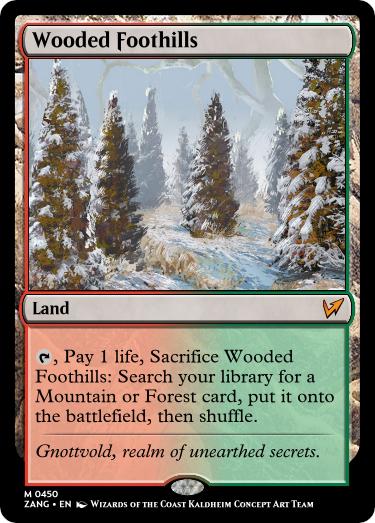 Wooded Foothills
Land
, Pay 1 life, Sacrifice Wooded
Foothills: Search your library for a
Mountain or Forest card, put it onto
the battlefield, then shuffle.
Gnottvold, realm of unearthed secrets.
M 0450
ZANG • EN Wizards of the Coast Kaldheim Concept Art Team